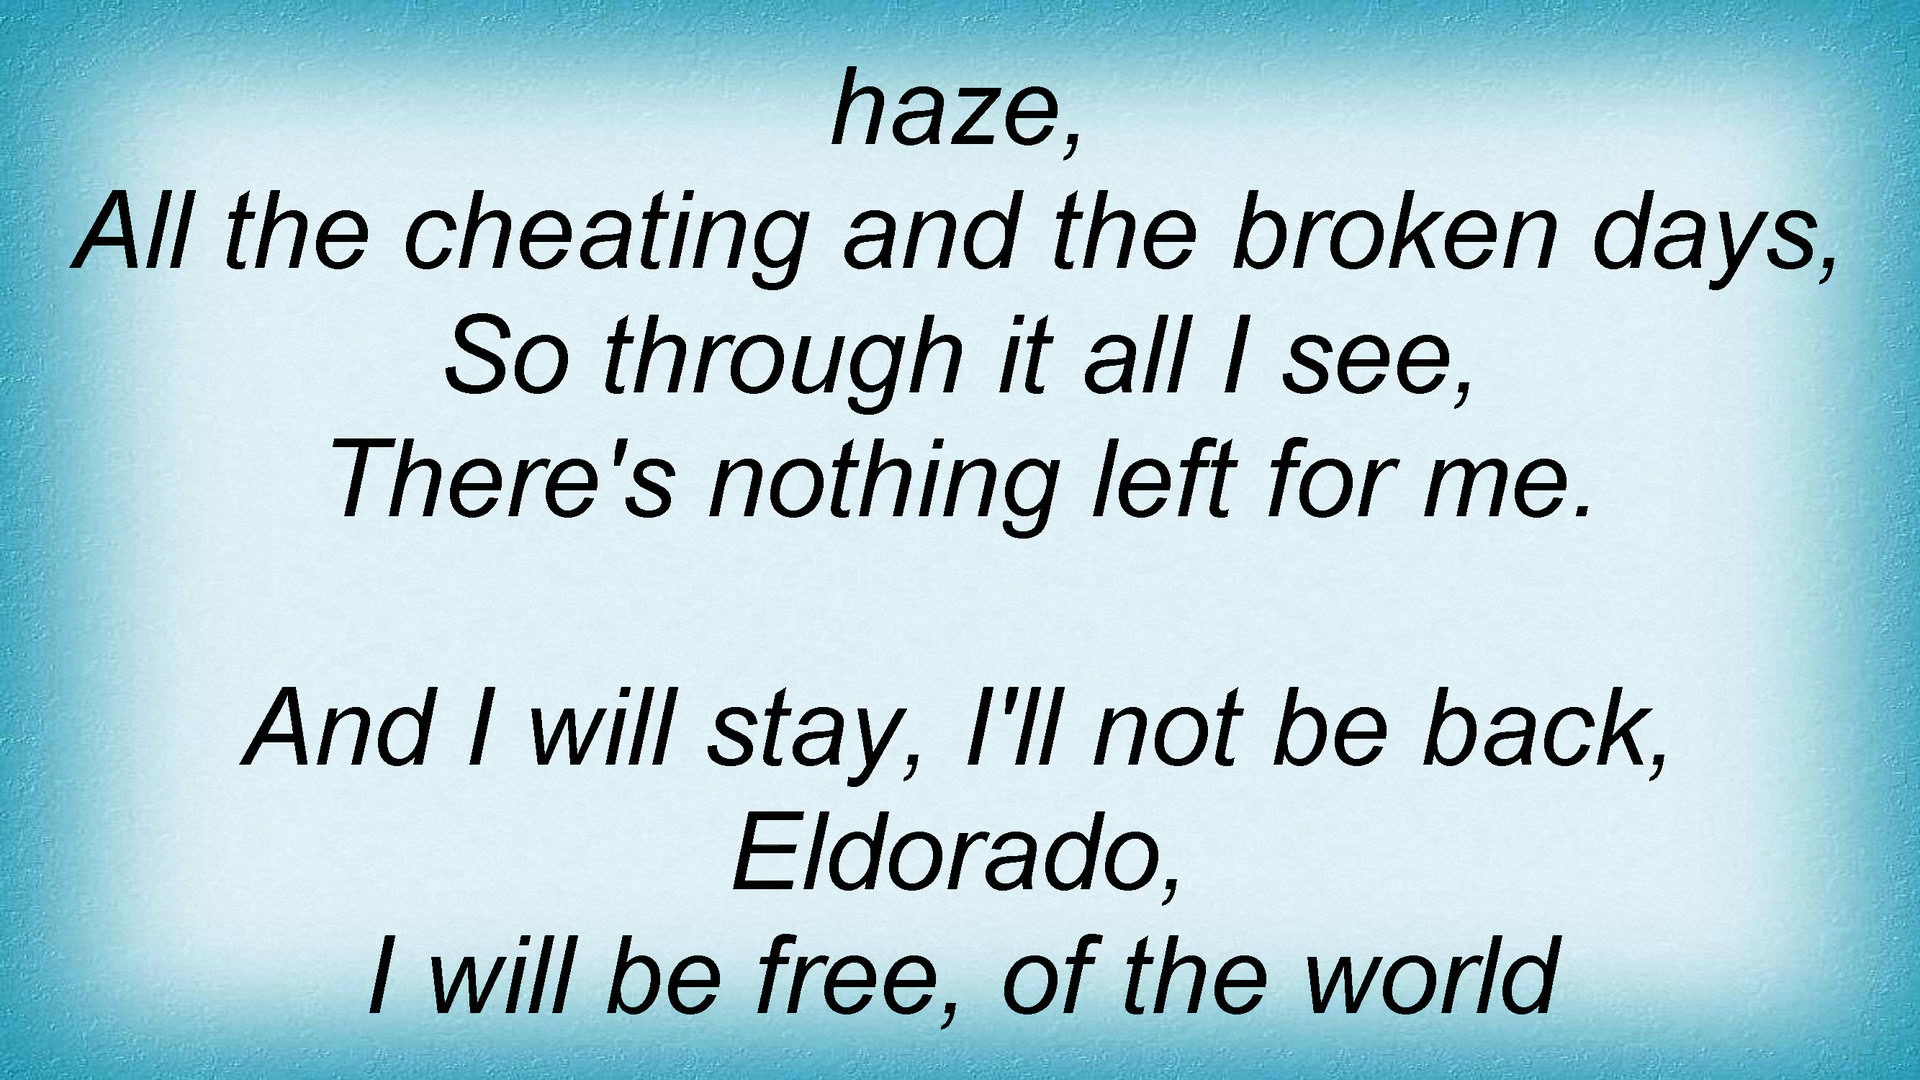 haze,
All the cheating and the broken days,
So through it all I see,
There's nothing left for me.
And I will stay, I'll not be back,
Eldorado,
I will be free, of the world